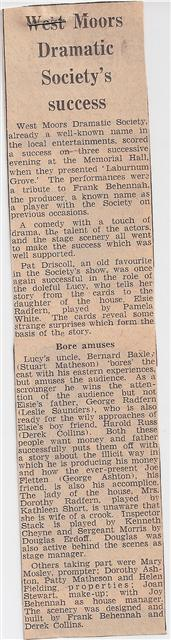 West Moors
Dramatic
Society's
success
West Moors Dramatic Society,
already a well-known name in
the local entertainments, scored
a success on three successive
evening at the Memorial Hall,
when they presented 'Laburnum
Grove.' The performances were
a tribute to Frank Behennah,
the producer, a known name as
a player with the Society on
previous occasions.
A comedy with a touch of
drama, the talent of the actors
and the stage scenery all went
to make the success which was
well supported.
Pat Driscoll, an old favourite
in the Society's show, was once
again successful in the role of
the doleful Lucy, who tells her
story from the cards to the
daughter of the house, Elsie
Radfern, played by Pamela
White. The cards reveal some
strange surprises which form the
basis of the story.
Bore amuses
Lucy's uncle, Bernard Baxley
(Stuart Matheson) 'bores' the
cast with his eastern experiences,
but amuses the audience. As a
scrounger he wins the atten-
tion of the audience but not
Elsie's father, George Radfern
(Leslie Saunders), who is also
ready for the wily approaches of
Elsie's boy friend, Harold Russ
(Derek Collins). Both these
people want money and father
successfully puts them off with
a story about the illicit way in
which he is producing his money
and how the ever-present Joe
Fletten (George Ashton), his
friend, is also his accomplice.
The lady of the house, Mrs.
Dorothy Radfern, played by
Kathleen Short, is unaware that
she is wife of a crook. Inspector
Stack is played by Kenneth
Cheyne and Sergeant Morris by
Douglas Erdoff. Douglas was
also active behind the scenes as
stage manager.
Others taking part were Mary
Mosley, prompter; Dorothy Ash-
ton, Patty Matheson and Helen
Fielding, properties; Joan
Stewart, make-up; with Joy
Behennah as house manager.
The scenery was designed and
built by Frank Behennah and
Derek Collins.